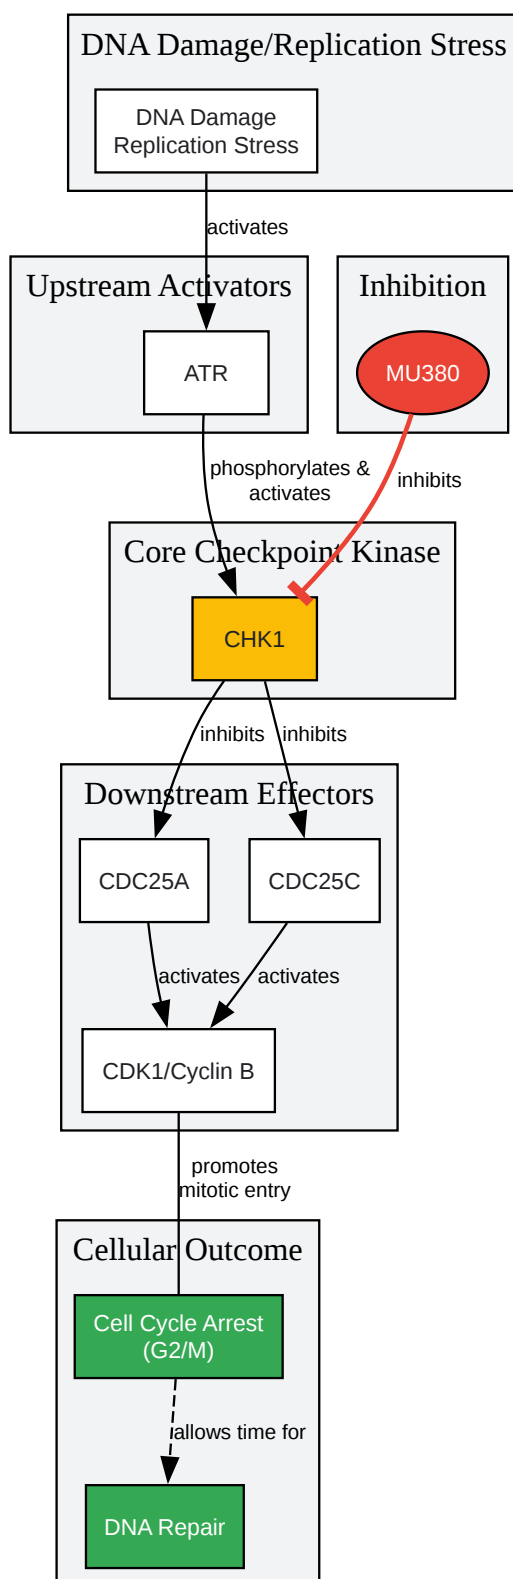 DNA Damage/Replication Stress
DNA Damage
Replication Stress
activates
Upstream Activators
Inhibition
ATR
MU380
phosphorylates &
activates
inhibits
Core Checkpoint Kinase
CHK1
inhibits
inhibits
Downstream Effectors
CDC25A
CDC25C
activates
activates
CDK1/Cyclin B
promotes
mitotic entry
Cellular Outcome
Cell Cycle Arrest
(G2/M)
allows time for
DNA Repair